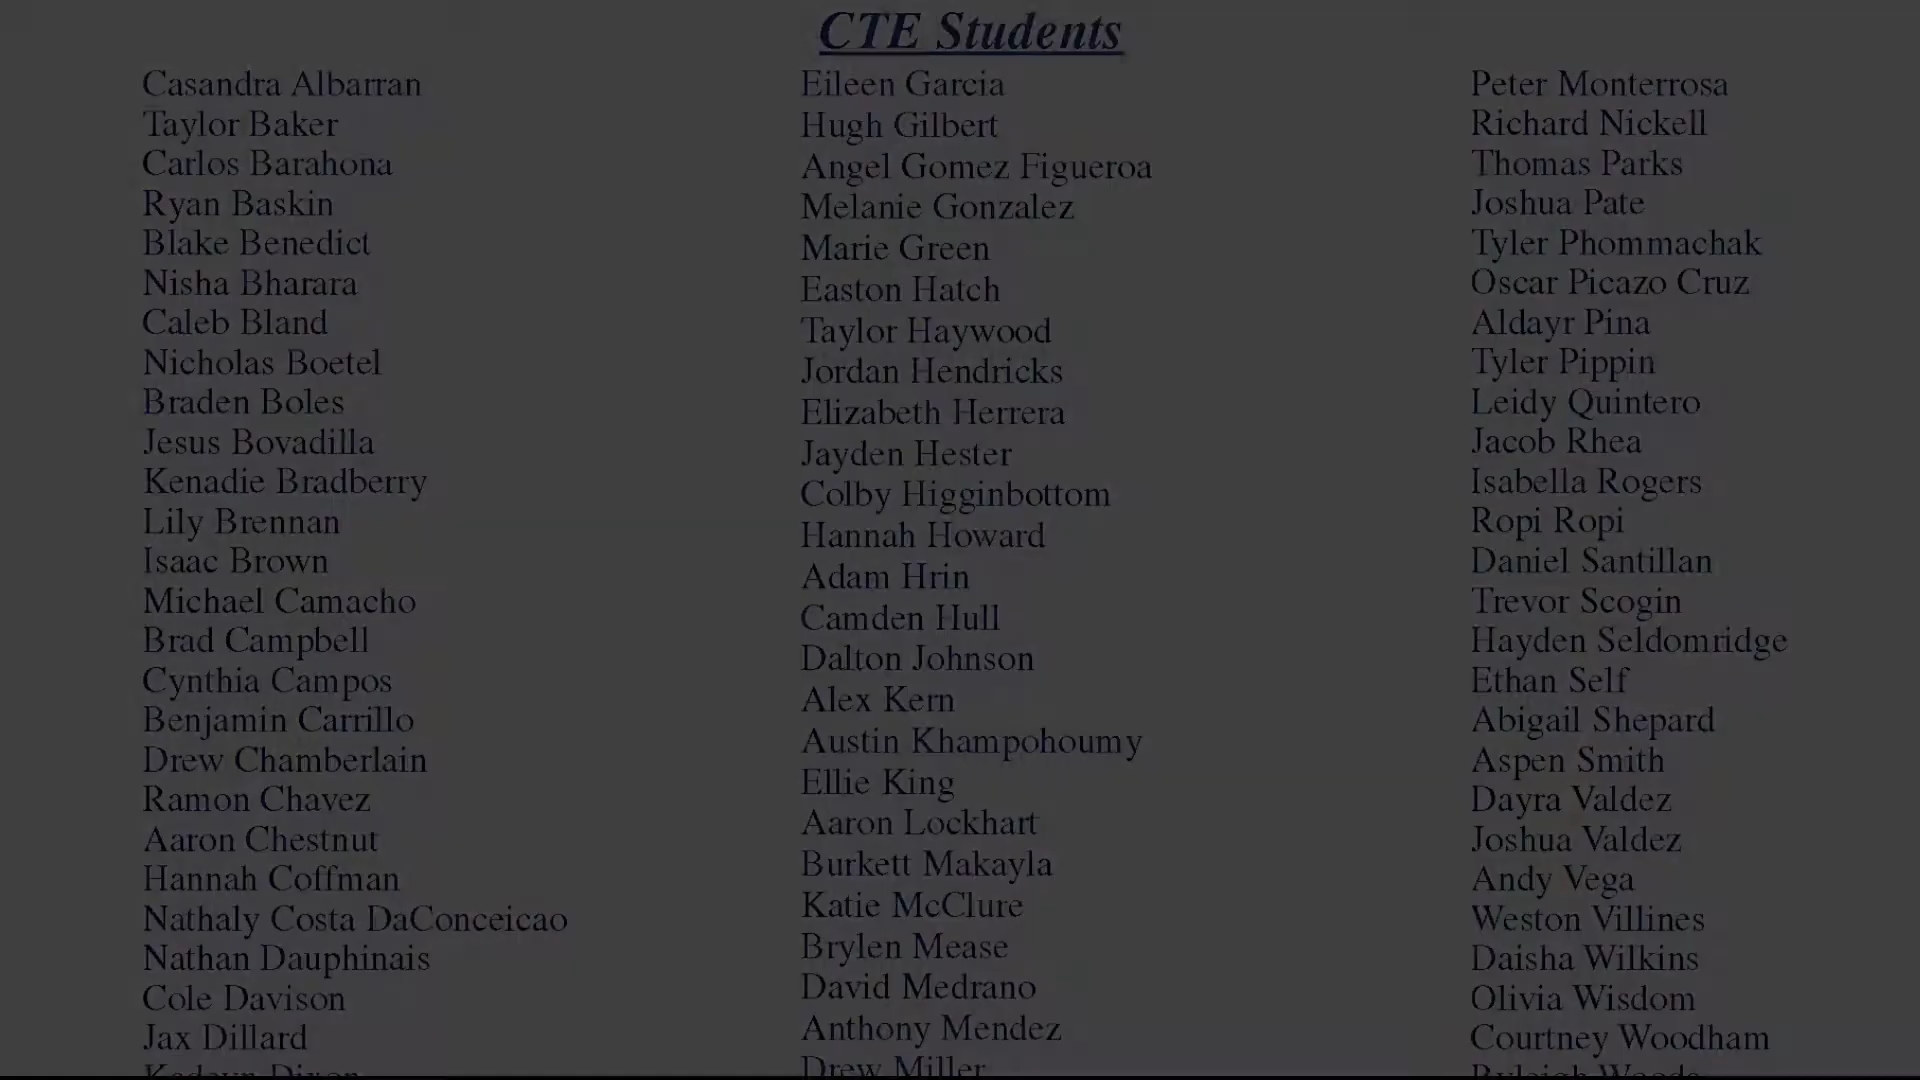 CTE Students
Casandra Albarran
Taylor Baker
Carlos Barahona
Ryan Baskin
Blake Benedict
Nisha Bharara
Caleb Bland
Nicholas Boetel
Braden Boles
Jesus Bovadilla
Kenadie Bradberry
Lily Brennan
Isaac Brown
Michael Camacho
Brad Campbell
Cynthia Campos
Benjamin Carrillo
Drew Chamberlain
Ramon Chavez
Aaron Chestnut
Hannah Coffman
Nathaly Costa DaConceicao
Nathan Dauphinais
Cole Davison
Jax Dillard
Eileen Garcia
Hugh Gilbert
Angel Gomez Figueroa
Melanie Gonzalez
Marie Green
Easton Hatch
Taylor Haywood
Jordan Hendricks
Elizabeth Herrera
Jayden Hester
Colby Higginbottom
Hannah Howard
Adam Hrin
Camden Hull
Dalton Johnson
Alex Kern
Austin Khampohoumy
Ellie King
Aaron Lockhart
Burkett Makayla
Katie McClure
Brylen Mease
David Medrano
Anthony Mendez
Drew Miller
Peter Monterrosa
Richard Nickell
Thomas Parks
Joshua Pate
Tyler Phommachak
Oscar Picazo Cruz
Aldayr Pina
Tyler Pippin
Leidy Quintero
Jacob Rhea
Isabella Rogers
Ropi Ropi
Daniel Santillan
Trevor Scogin
Hayden Seldomridge
Ethan Self
Abigail Shepard
Aspen Smith
Dayra Valdez
Joshua Valdez
Andy Vega
Weston Villines
Daisha Wilkins
Olivia Wisdom
Courtney Woodham